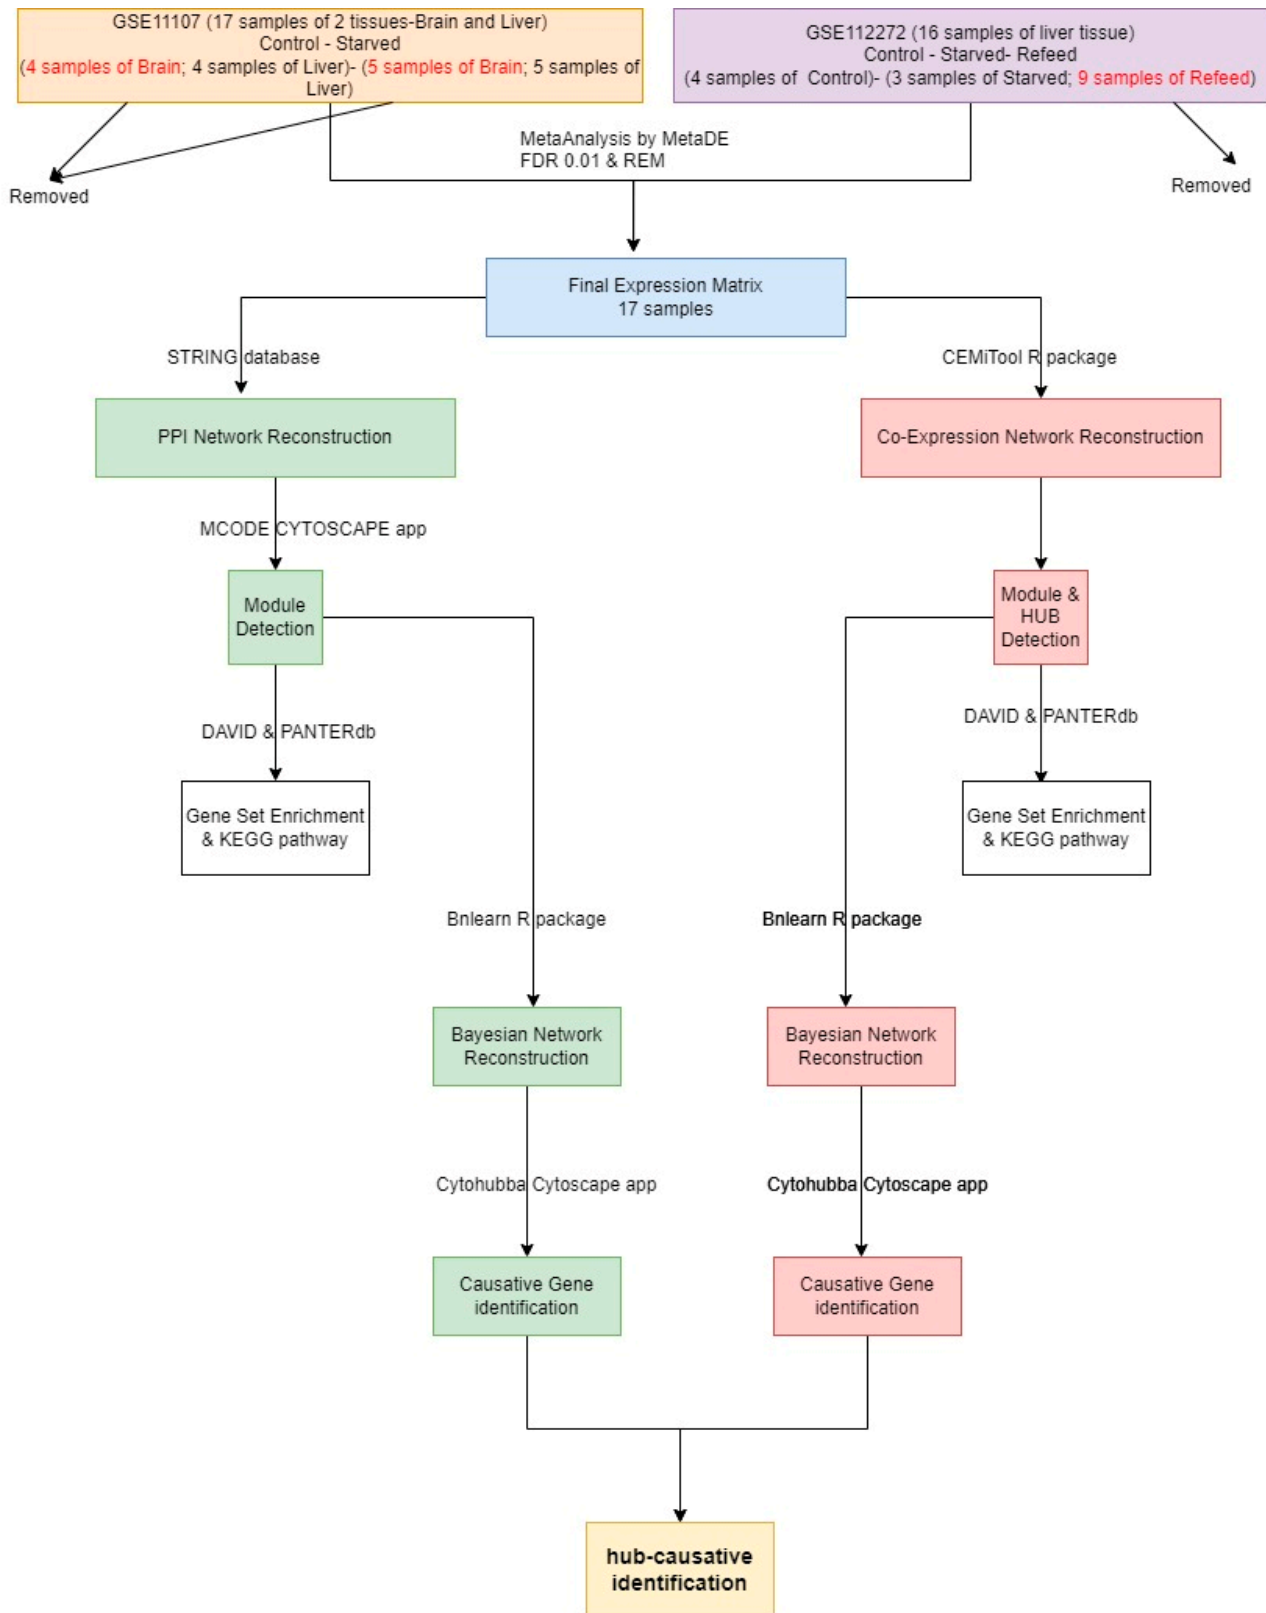 GSE11107 (17 samples of 2 tissues-Brain and Liver)
Control - Starved
(4 samples of Brain; 4 samples of Liver)- (5 samples of Brain; 5 samples of
Liver)
GSE112272 (16 samples of liver tissue)
Control - Starved- Refeed
(4 samples of Control)- (3 samples of Starved; 9 samples of Refeed)
MetaAnalysis by MetaDE
FDR 0.01 & REM
Removed
Removed
Final Expression Matrix
17 samples
STRING database
CEMiTool R package
PPI Network Reconstruction
Co-Expression Network Reconstruction
MCODE CYTOSCAPE app
Module
Detection
Module &
HUB
Detection
DAVID & PANTERdb
DAVID & PANTERdb
Gene Set Enrichment
& KEGG pathway
Gene Set Enrichment
& KEGG pathway
Bnlearn R package
Bnlearn R package
Bayesian Network
Reconstruction
Bayesian Network
Reconstruction
Cytohubba Cytoscape app
Cytohubba Cytoscape app
Causative Gene
identification
Causative Gene
identification
hub-causative
identification